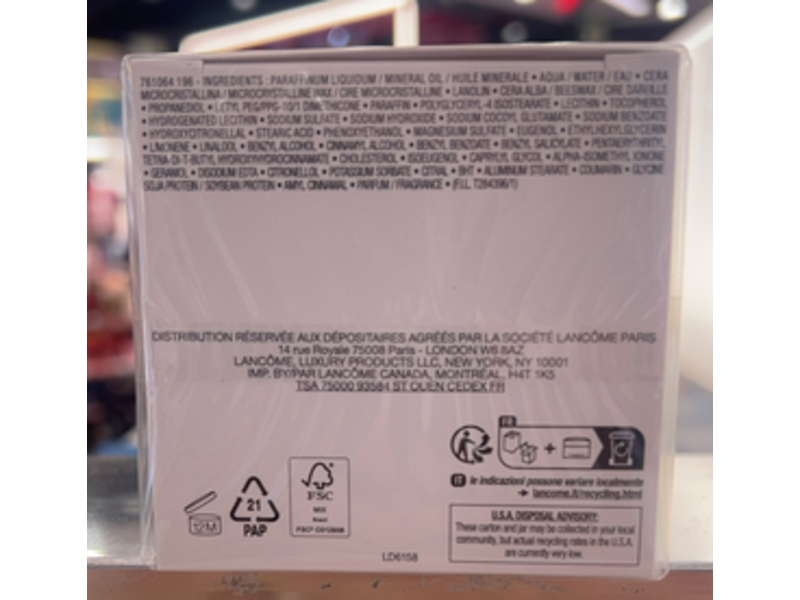 761064 196 - INGREDIENTS : PARAFFINUM LIQUIDUM / MINERAL OIL / HUILE MINERALE • AQUA / WATER / EAU • CERA
MICROCRISTALLINA / MICROCRYSTALLINE WAX / CIRE MICROCRISTALLINE • LANOLIN • CERA ALBA / BEESWAX / CIRE D'ABEILLE
• PROPANEDIOL • CETYL PEG/PPG-10/1 DIMETHICONE • PARAFFIN • POLYGLYCERYL-4 ISOSTEARATE • LECITHIN • TOCOPHEROL
• HYDROGENATED LECITHIN • SODIUM SULFATE • SODIUM HYDROXIDE • SODIUM COCOYL GLUTAMATE • SODIUM BENZOATE
• HYDROXYCITRONELLAL • STEARIC ACID • PHENOXYETHANOL • MAGNESIUM SULFATE • EUGENOL • ETHYLHEXYLGLYCERIN
• LIMONENE • LINALOOL • BENZYL ALCOHOL • CINNAMYL ALCOHOL • BENZYL BENZOATE • BENZYL SALICYLATE • PENTAERYTHRITYL
TETRA-DI-T-BUTYL HYDROXYHYDROCINNAMATE • CHOLESTEROL • ISOEUGENOL • CAPRYLYL GLYCOL • ALPHA-ISOMETHYL IONONE
• GERANIOL • DISODIUM EDTA • CITRONELLOL • POTASSIUM SORBATE • CITRAL • BHT • ALUMINUM STEARATE • COUMARIN • GLYCINE
SOJA PROTEIN / SOYBEAN PROTEIN • AMYL CINNAMAL • PARFUM / FRAGRANCE • (F.I.L. T284396/1)
DISTRIBUTION RÉSERVÉE AUX DÉPOSITAIRES AGRÉÉS PAR LA SOCIÉTÉ LANCÔME PARIS
14 rue Royale 75008 Paris - LONDON W6 8AZ
LANCÔME, LUXURY PRODUCTS LLC, NEW YORK, NY 10001
IMP. BY/PAR LANCÔME CANADA, MONTRÉAL, H4T 1K5
TSA 75000 93584 ST OUEN CEDEX FR
FR
+
IT le indicazioni possono variare localmente
lancome.it/recycling.html
12M
21
PAP
FSC
MIX
U.S.A. DISPOSAL ADVISORY:
These carton and jar may be collected in your local
community, but actual recycling rates in the U.S.A.
are currently very low.
LD6158